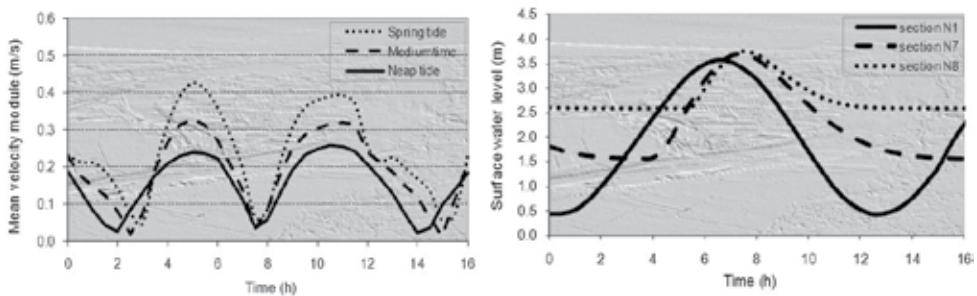 Mean velocity module (m/s)
0.6
0.5
0.4
0.3
0.2
0.1
0.0
Spring tide
Medium time
Neap tide
0 2 4 6 8 10 12 14 16
Time (h)
Surface water level (m)
4.5
4.0
3.5
3.0
2.5
2.0
1.5
1.0
0.5
0.0
section N1
section N7
section N8
0 2 4 6 8 10 12 14 16
Time (h)